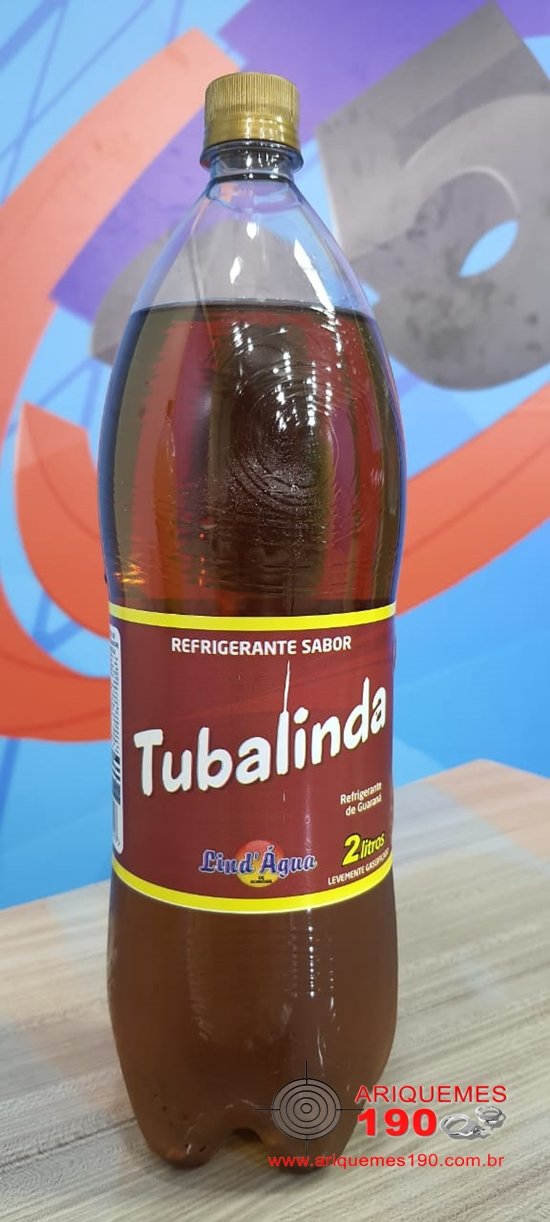 REFRIGERANTE SABOR
Tubalinda
Refrigerante
de Guaraná
Lind'Água
2 litros
LEVEMENTE GASEIFICADO
ARIQUEMES
190
www.ariquemes190.com.br